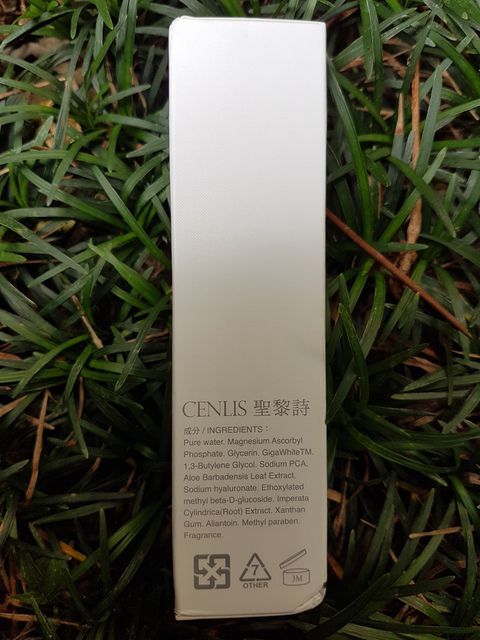 CENLIS 聖黎詩
成分 / INGREDIENTS：
Pure water. Magnesium Ascorbyl
Phosphate. Glycerin. GigaWhiteTM.
1,3-Butylene Glycol. Sodium PCA.
Aloe Barbadensis Leaf Extract.
Sodium hyaluronate. Ethoxylated
methyl beta-D-glucoside. Imperata
Cylindrica(Root) Extract. Xanthan
Gum. Allantoin. Methyl paraben.
Fragrance.
7
OTHER
3M